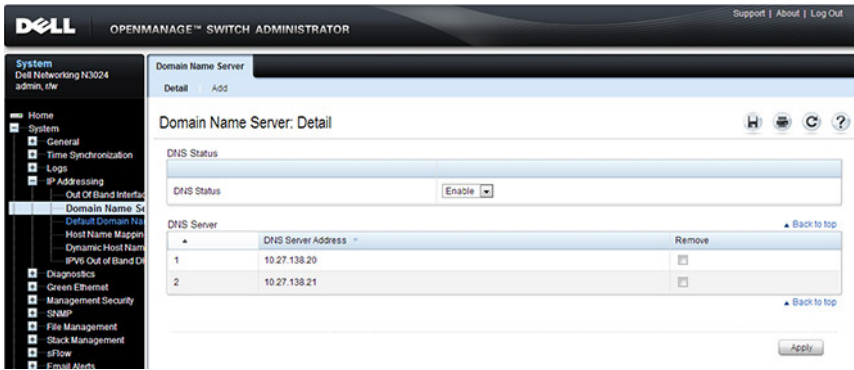 DELL
OPENMANAGE™ SWITCH ADMINISTRATOR
Support | About | Log Out
System
Dell Networking N3024
admin, r/w
Home
System
General
Time Synchronization
Logs
IP Addressing
Out Of Band Interfac
Domain Name Se
Default Domain Na
Host Name Mappin
Dynamic Host Nam
IPV6 Out of Band D
Diagnostics
Green Ethernet
Management Security
SNMP
File Management
Stack Management
sFlow
Email Alerts
Domain Name Server
Detail Add
Domain Name Server: Detail
?
DNS Status
DNS Status Enable
DNS Server
Back to top
DNS Server Address Remove
1 10.27.138.20
2 10.27.138.21
Back to top
Apply